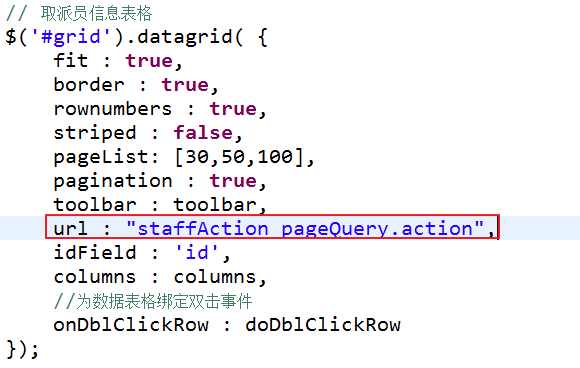 // 取派员信息表格
$('#grid').datagrid( {
fit : true,
border : true,
rownumbers : true,
striped : false,
pageList: [30,50,100],
pagination : true,
toolbar : toolbar,
url : "staffAction_pageQuery.action",
idField : 'id',
columns : columns,
//为数据表格绑定双击事件
onDblClickRow : doDblClickRow
});